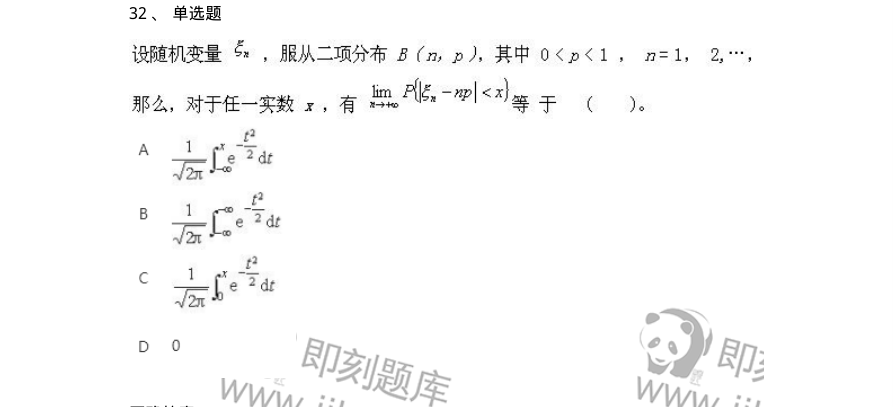 32 、 单选题
设随机变量 ξₙ ，服从二项分布 B ( n, p )，其中 0 < p < 1 ， n = 1， 2,…，
那么，对于任一实数 x ，有 lim n→+∞ P{|ξₙ − np| < x} 等 于 （ ）。
A 1/√2π ∫_{−∞}^{x} e^{−t²/2} dt
B 1/√2π ∫_{−∞}^{−∞} e^{−t²/2} dt
C 1/√2π ∫_{0}^{x} e^{−t²/2} dt
D 0
即刻题库